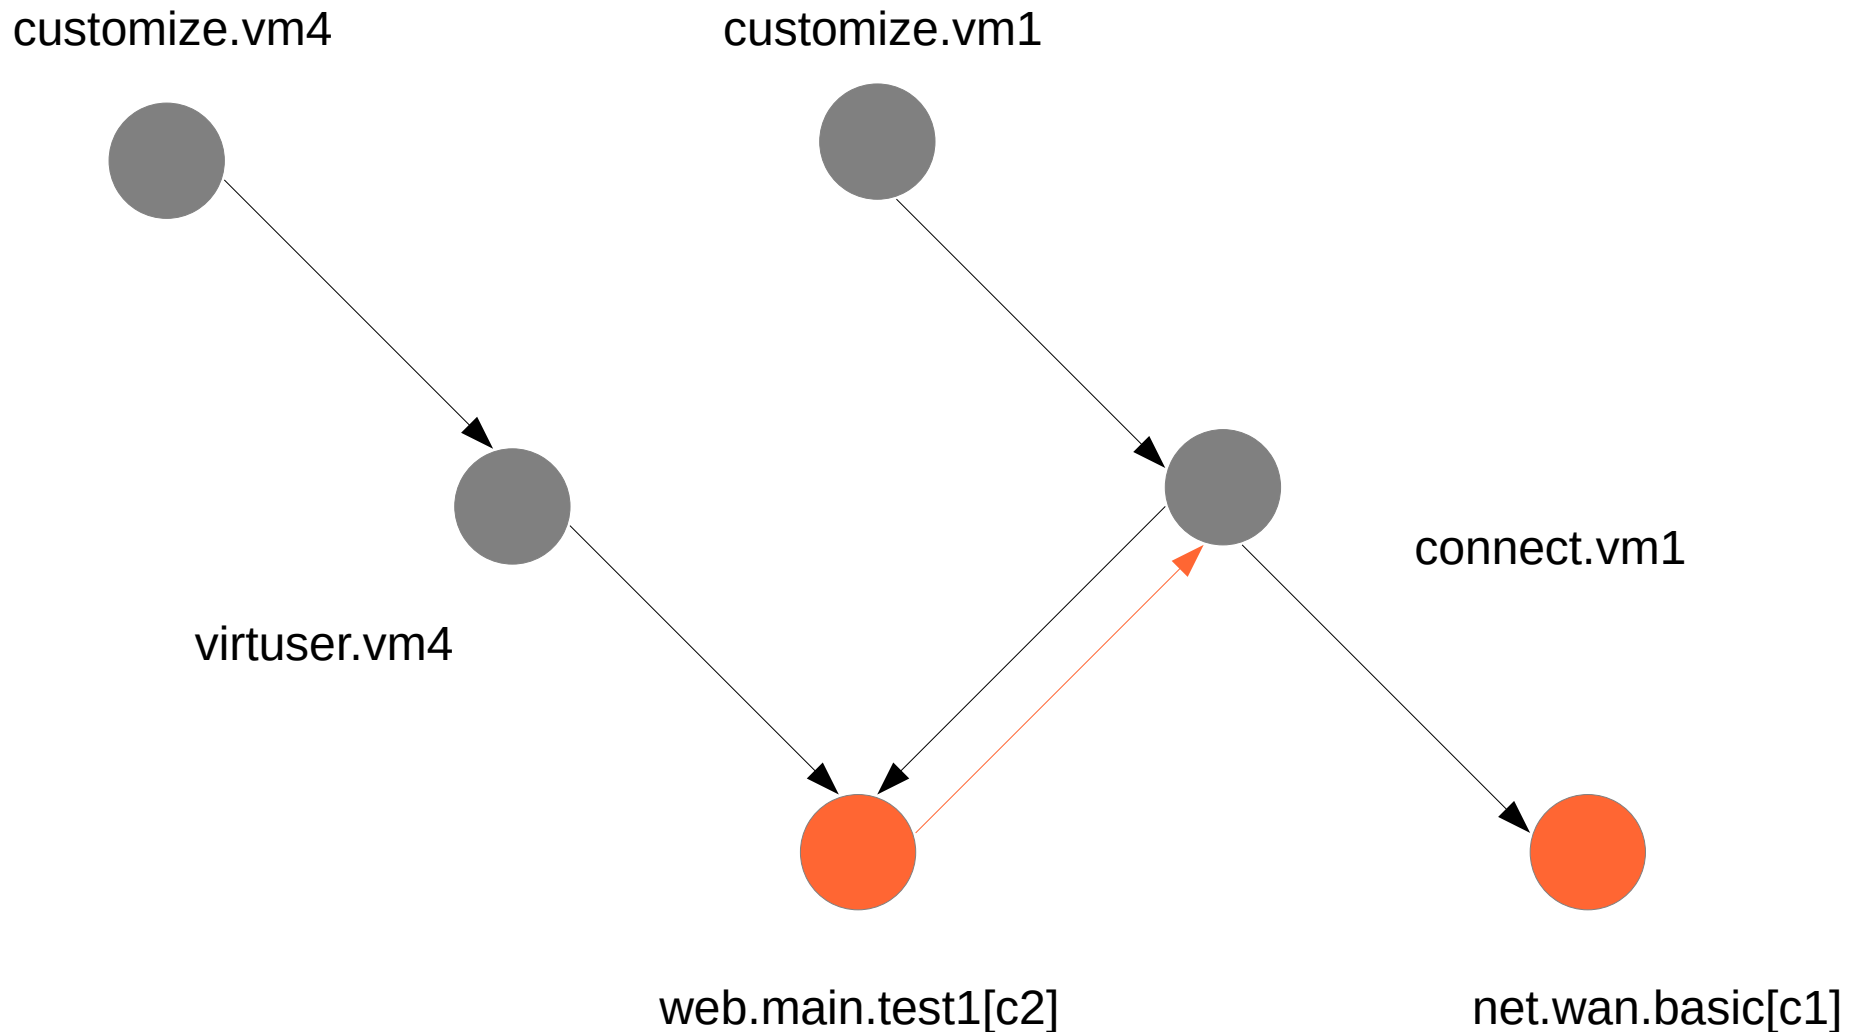 customize.vm4
customize.vm1
connect.vm1
virtuser.vm4
web.main.test1[c2]
net.wan.basic[c1]